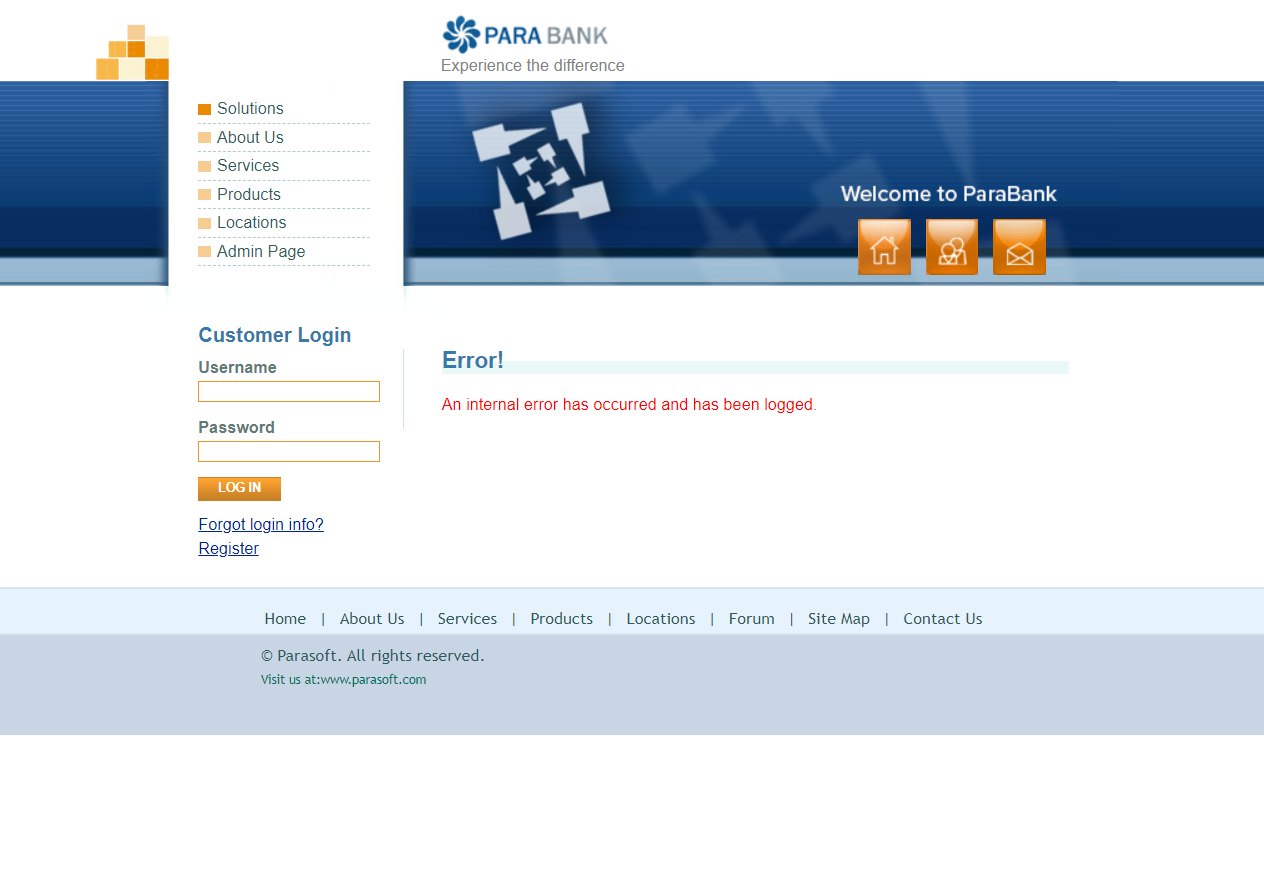 PARA BANK
Experience the difference
Solutions
About Us
Services
Products
Locations
Admin Page
Welcome to ParaBank
Customer Login
Username
Password
LOG IN
Forgot login info?
Register
Error!
An internal error has occurred and has been logged.
Home | About Us | Services | Products | Locations | Forum | Site Map | Contact Us
© Parasoft. All rights reserved.
Visit us at:www.parasoft.com